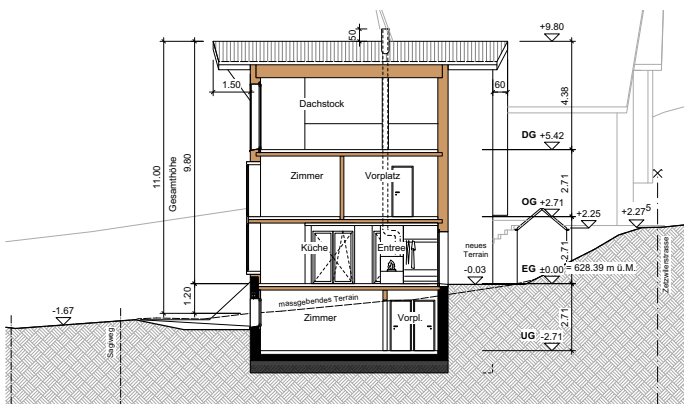 +9.80
50
1.50
60
Dachstock
4.38
11.00
Gesamthöhe
9.80
DG +5.42
Zimmer
Vorplatz
2.71
OG +2.71
+2.25
+2.27⁵
Küche
Entree
neues
Terrain
-0.03
2.71
EG ±0.00 = 628.39 m ü.M.
Zetzwilerstrasse
1.20
massgebendes Terrain
-1.67
Sagiweg
Zimmer
Vorpl.
2.71
UG -2.71